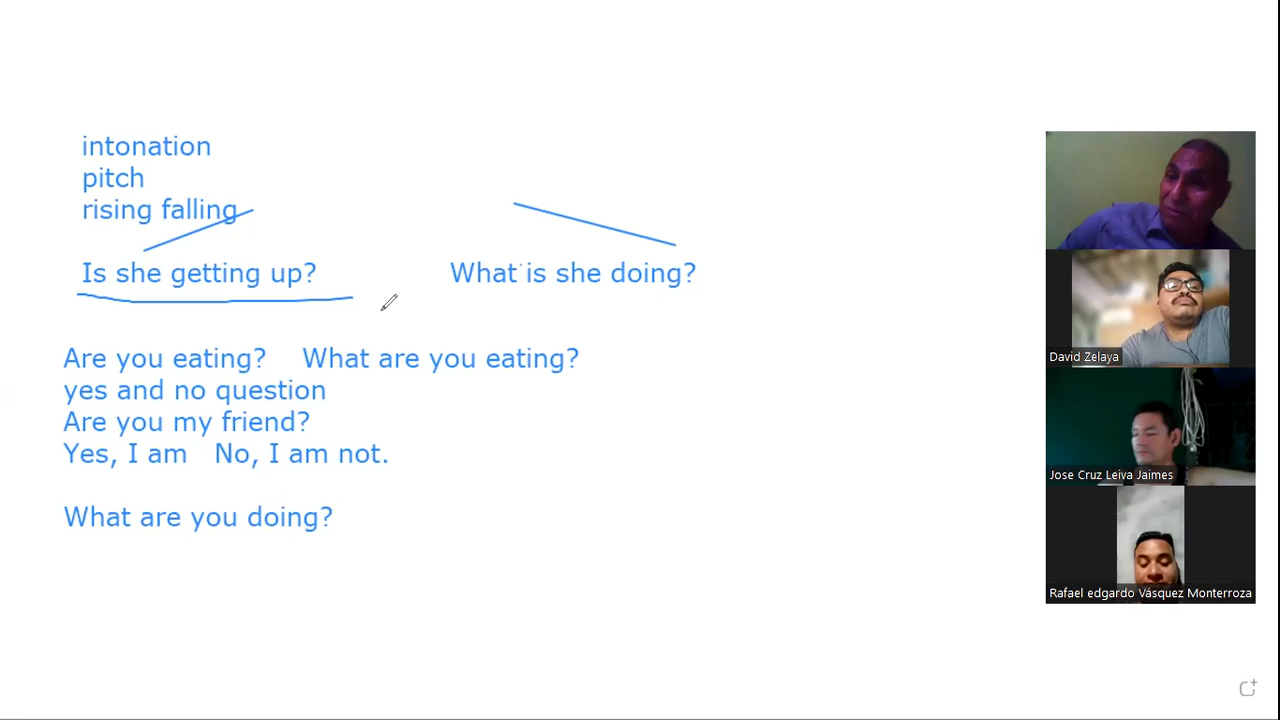 intonation
pitch
rising falling
Is she getting up? What is she doing?
Are you eating? What are you eating?
yes and no question
Are you my friend?
Yes, I am No, I am not.
What are you doing?
David Zelaya
Jose Cruz Leiva Jaimes
Rafael edgardo Vásquez Monterroza